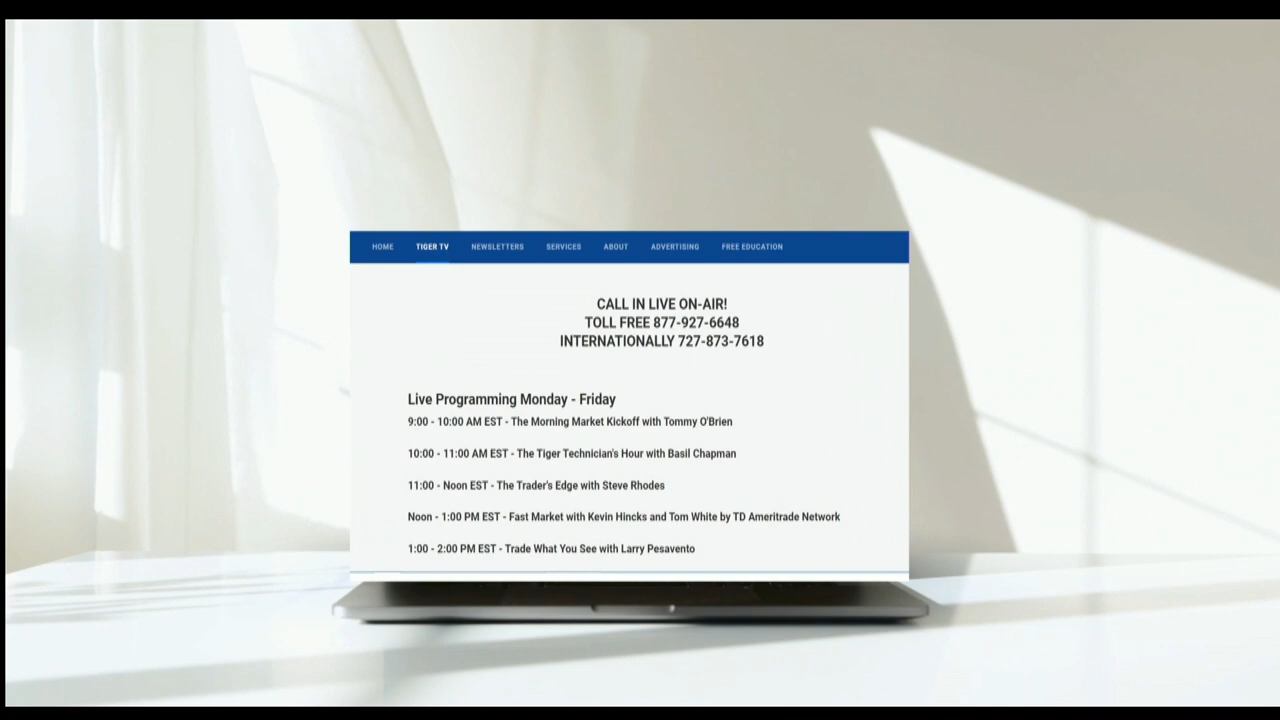 HOME TIGER TV NEWSLETTERS SERVICES ABOUT ADVERTISING FREE EDUCATION
CALL IN LIVE ON-AIR!
TOLL FREE 877-927-6648
INTERNATIONALLY 727-873-7618
Live Programming Monday - Friday
9:00 - 10:00 AM EST - The Morning Market Kickoff with Tommy O'Brien
10:00 - 11:00 AM EST - The Tiger Technician's Hour with Basil Chapman
11:00 - Noon EST - The Trader's Edge with Steve Rhodes
Noon - 1:00 PM EST - Fast Market with Kevin Hincks and Tom White by TD Ameritrade Network
1:00 - 2:00 PM EST - Trade What You See with Larry Pesavento